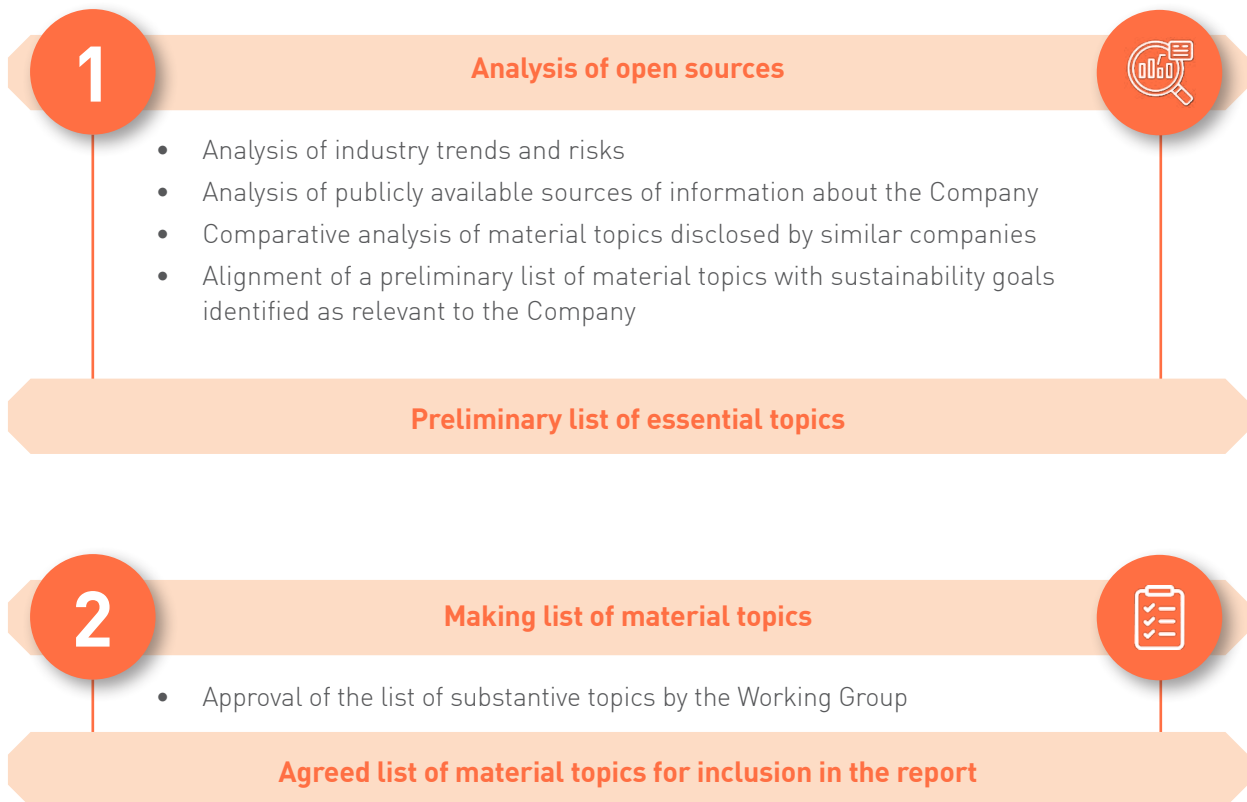 1
Analysis of open sources
• Analysis of industry trends and risks
• Analysis of publicly available sources of information about the Company
• Comparative analysis of material topics disclosed by similar companies
• Alignment of a preliminary list of material topics with sustainability goals
identified as relevant to the Company
Preliminary list of essential topics
2
Making list of material topics
• Approval of the list of substantive topics by the Working Group
Agreed list of material topics for inclusion in the report